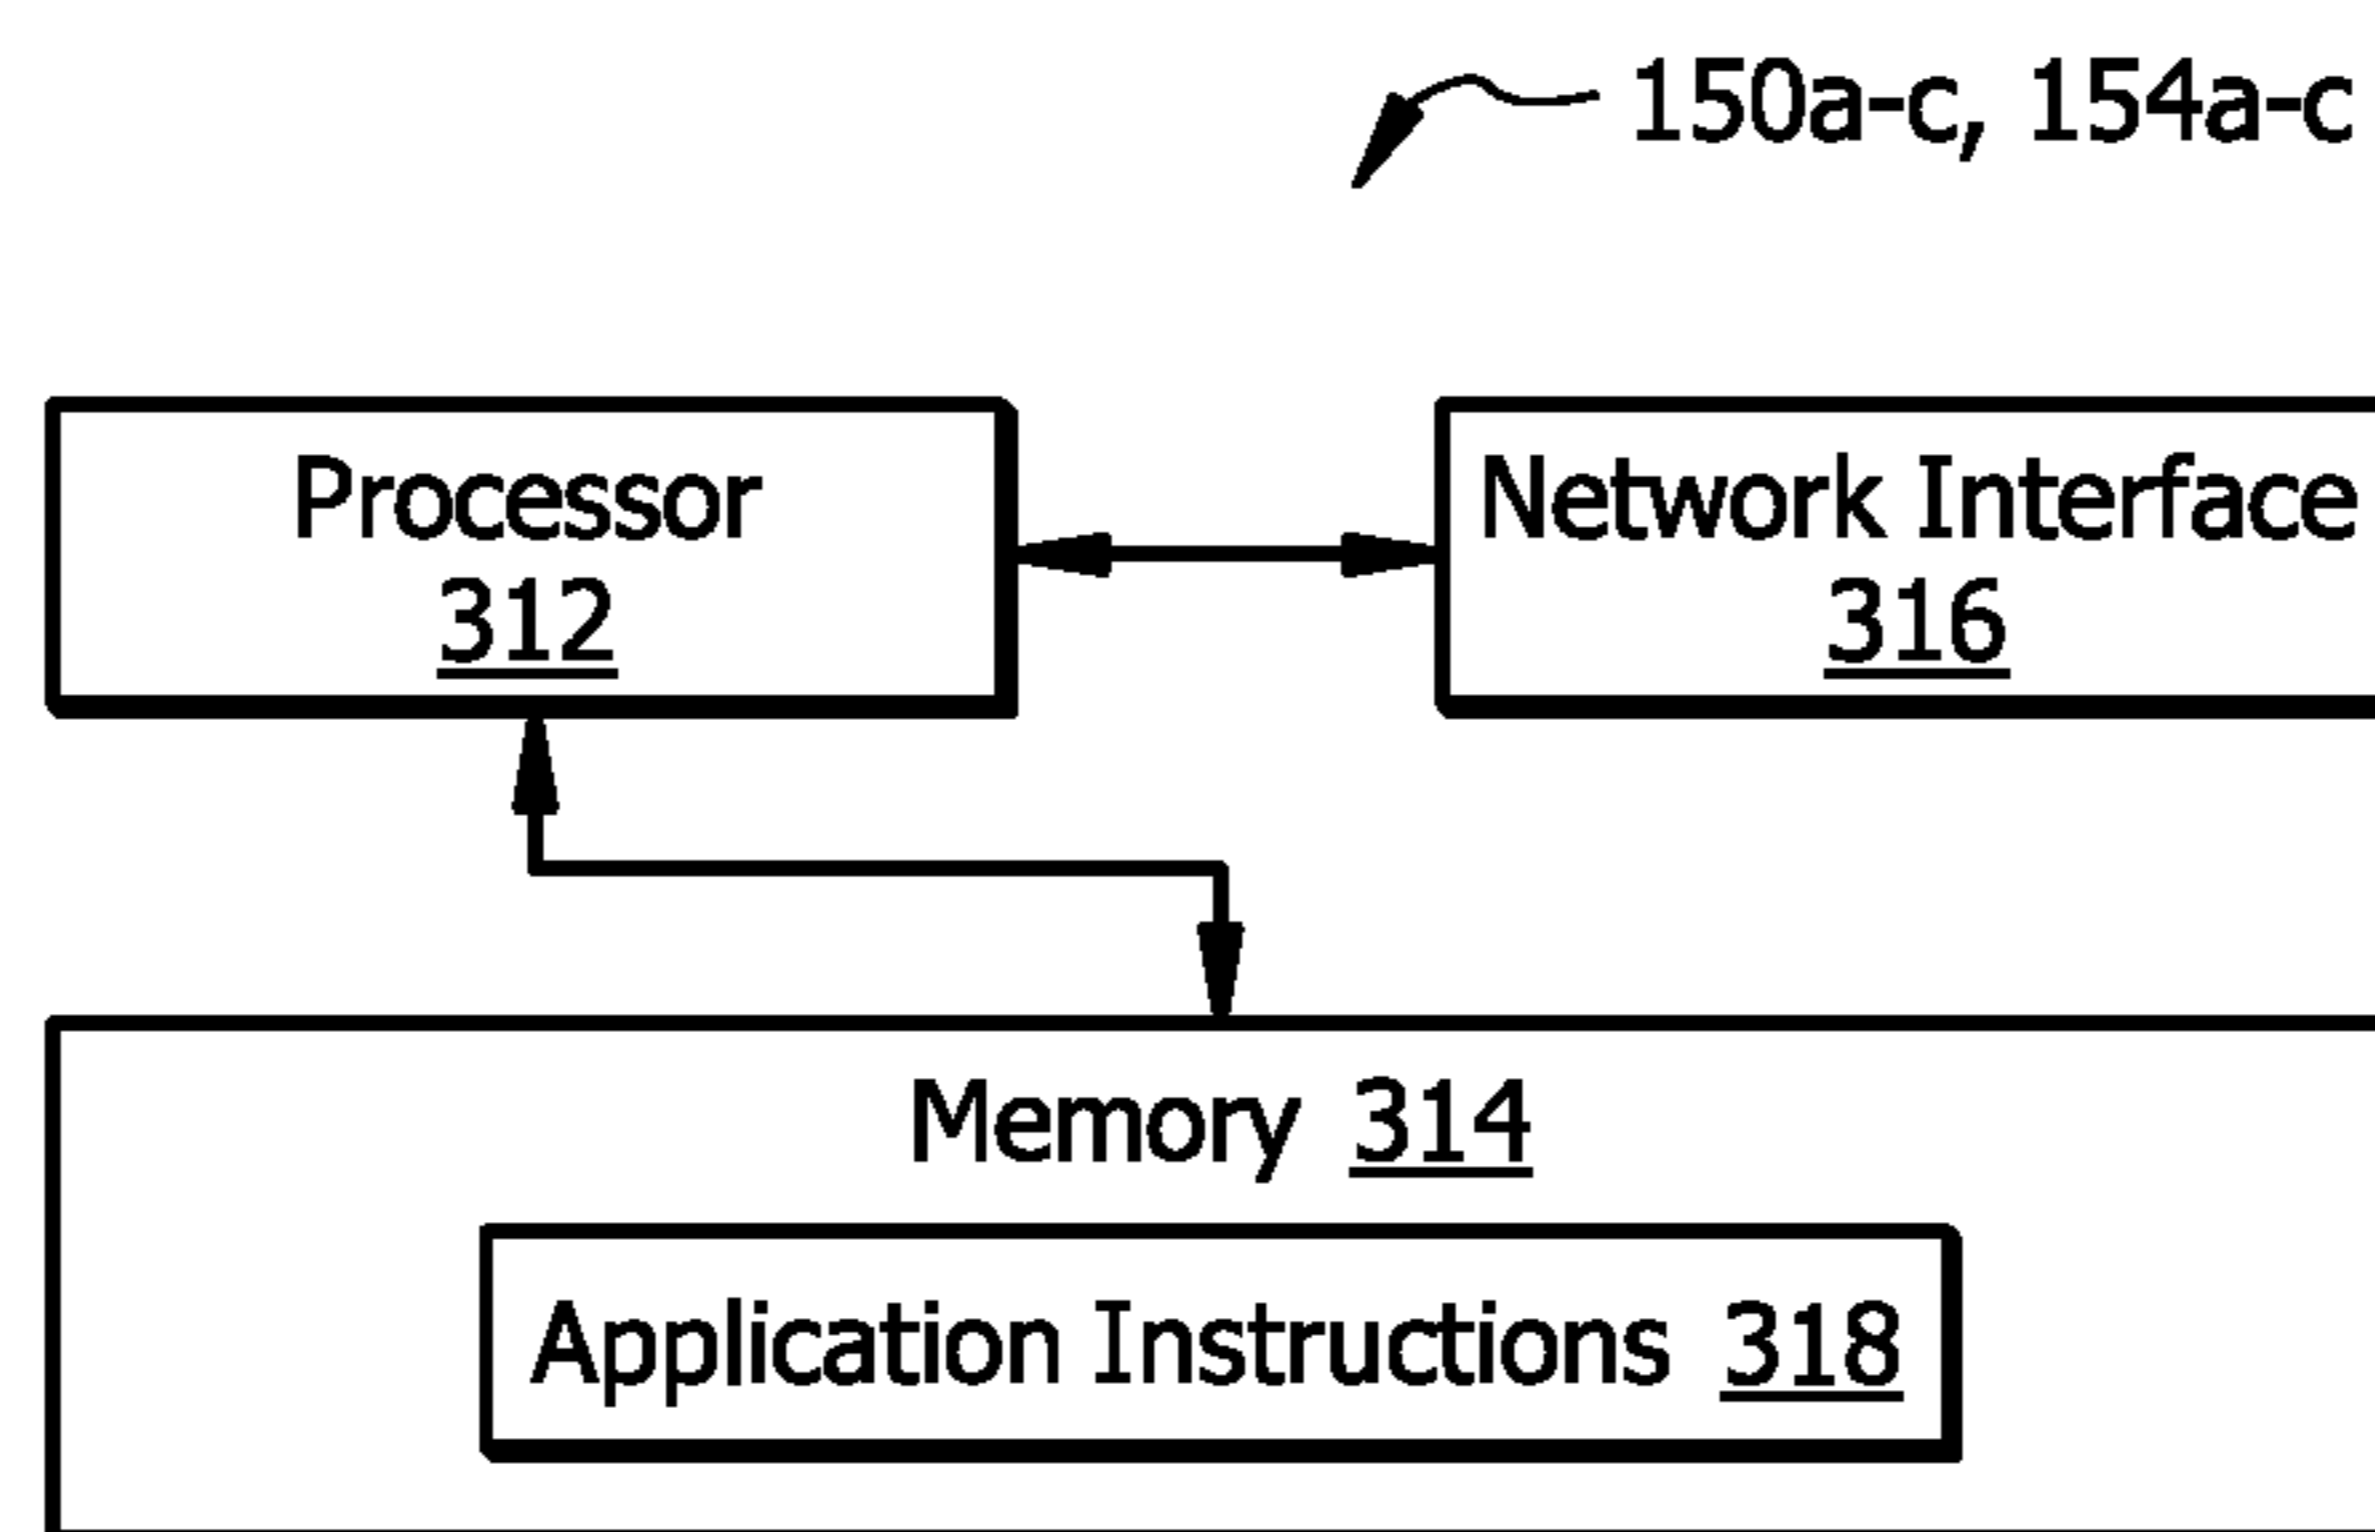 150a-c, 154a-c
Processor
312
Network Interface
316
Memory 314
Application Instructions 318